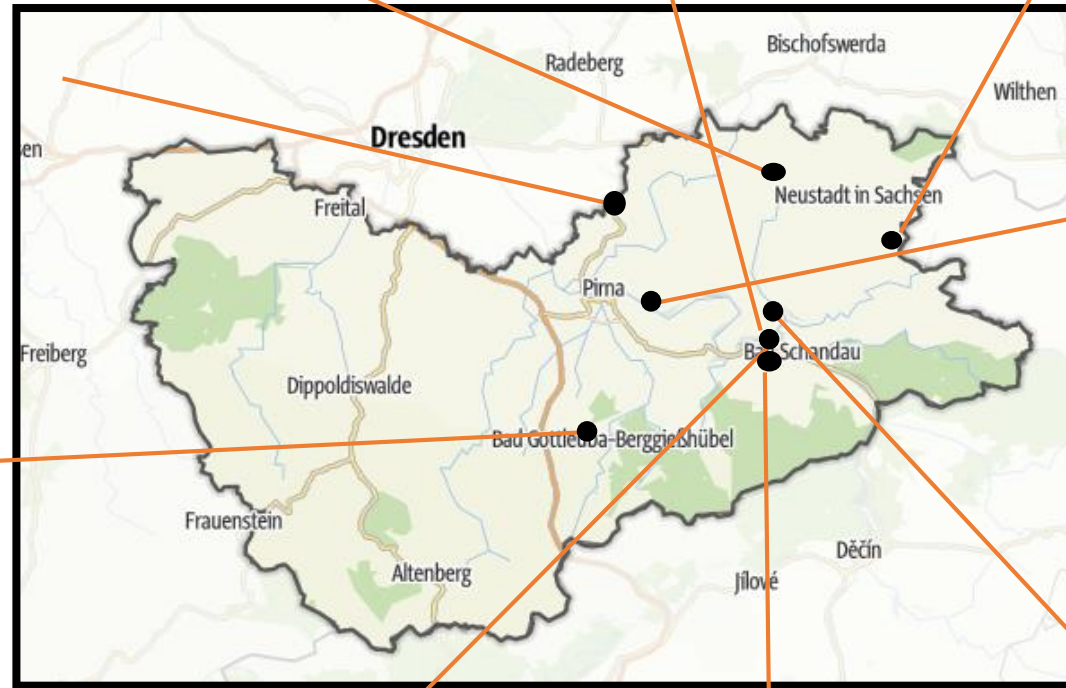 Bischofswerda
Radeberg
Wilthen
Dresden
en
Neustadt in Sachsen
Freital
Pirna
Freiberg
Bad Schandau
Dippoldiswalde
Bad Gottleuba-Berggießhübel
Frauenstein
Děčín
Altenberg
Jílové